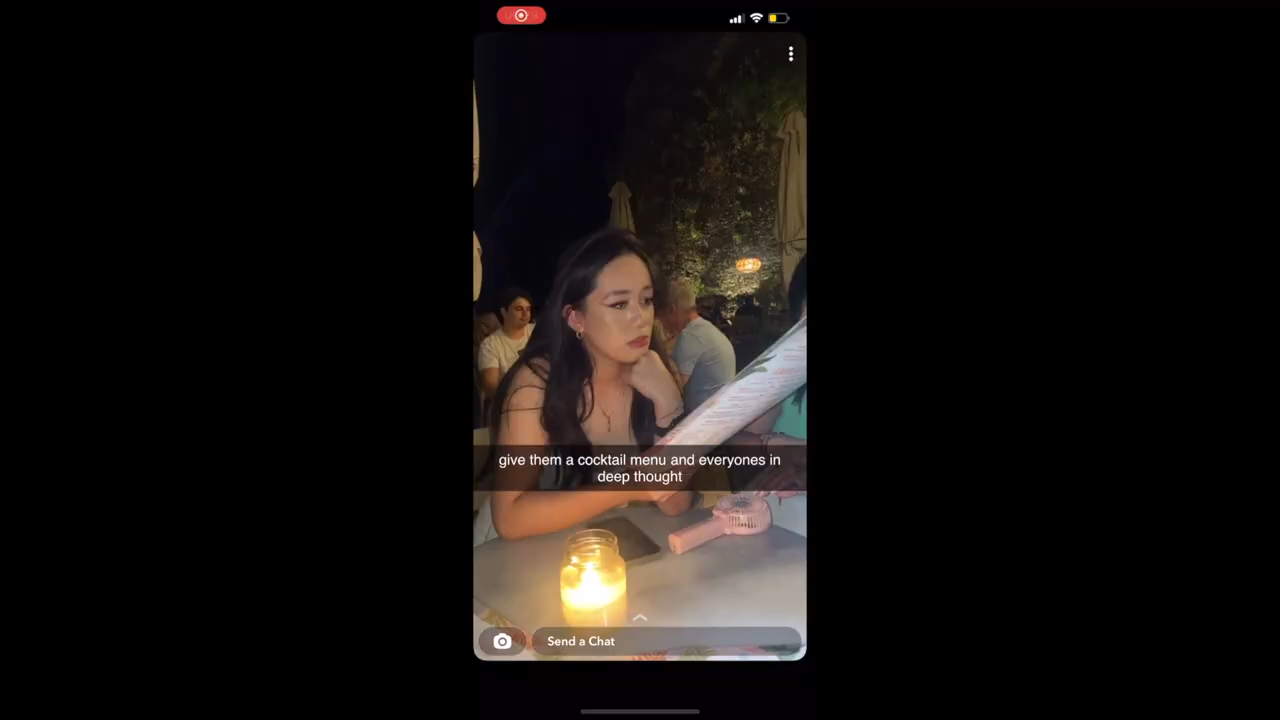 give them a cocktail menu and everyones in
deep thought
Send a Chat